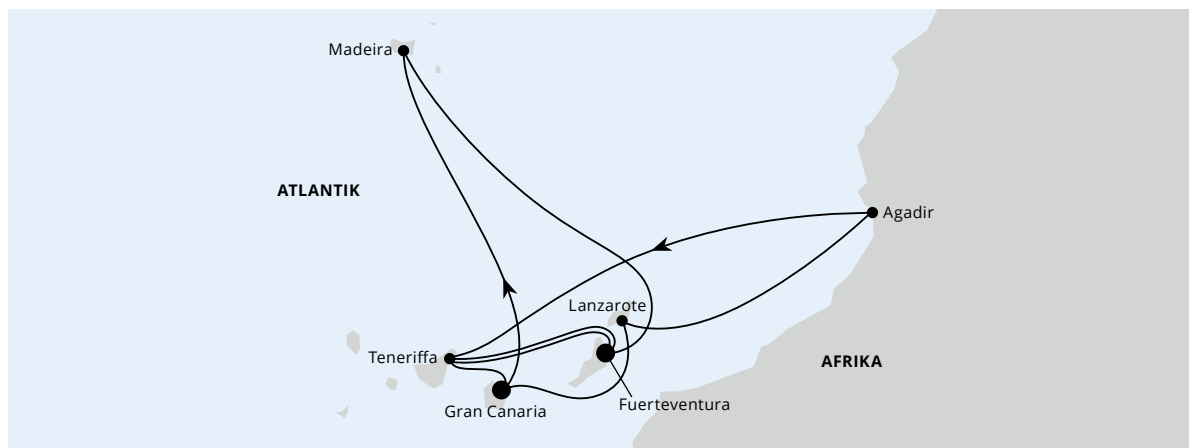 Madeira
ATLANTIK
Agadir
Lanzarote
Teneriffa
AFRIKA
Fuerteventura
Gran Canaria